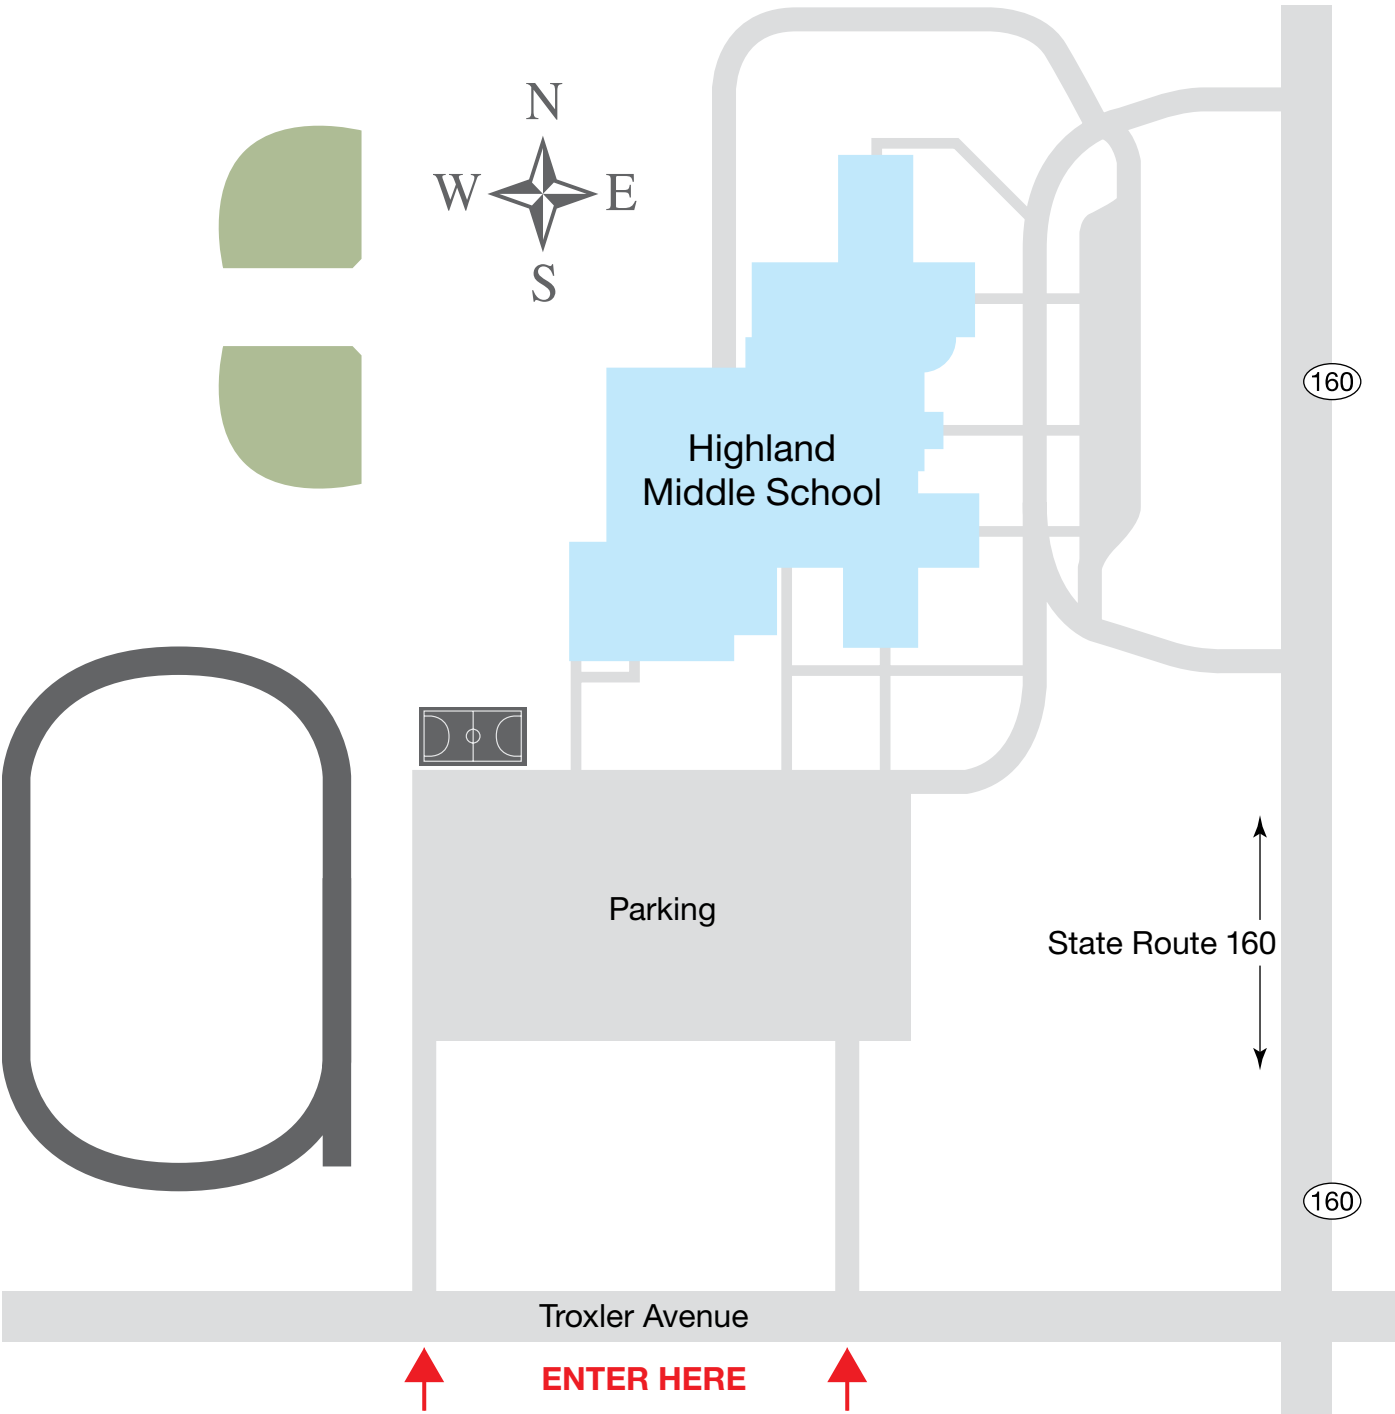 N
W E
S
160
Highland
Middle School
Parking
State Route 160
160
Troxler Avenue
ENTER HERE